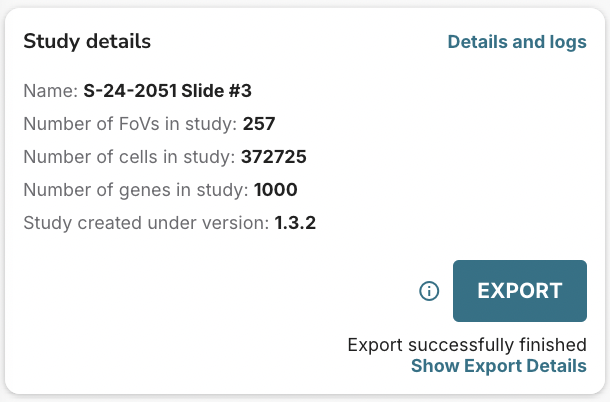 Study details
Details and logs
Name: S-24-2051 Slide #3
Number of FoVs in study: 257
Number of cells in study: 372725
Number of genes in study: 1000
Study created under version: 1.3.2
EXPORT
Export successfully finished
Show Export Details